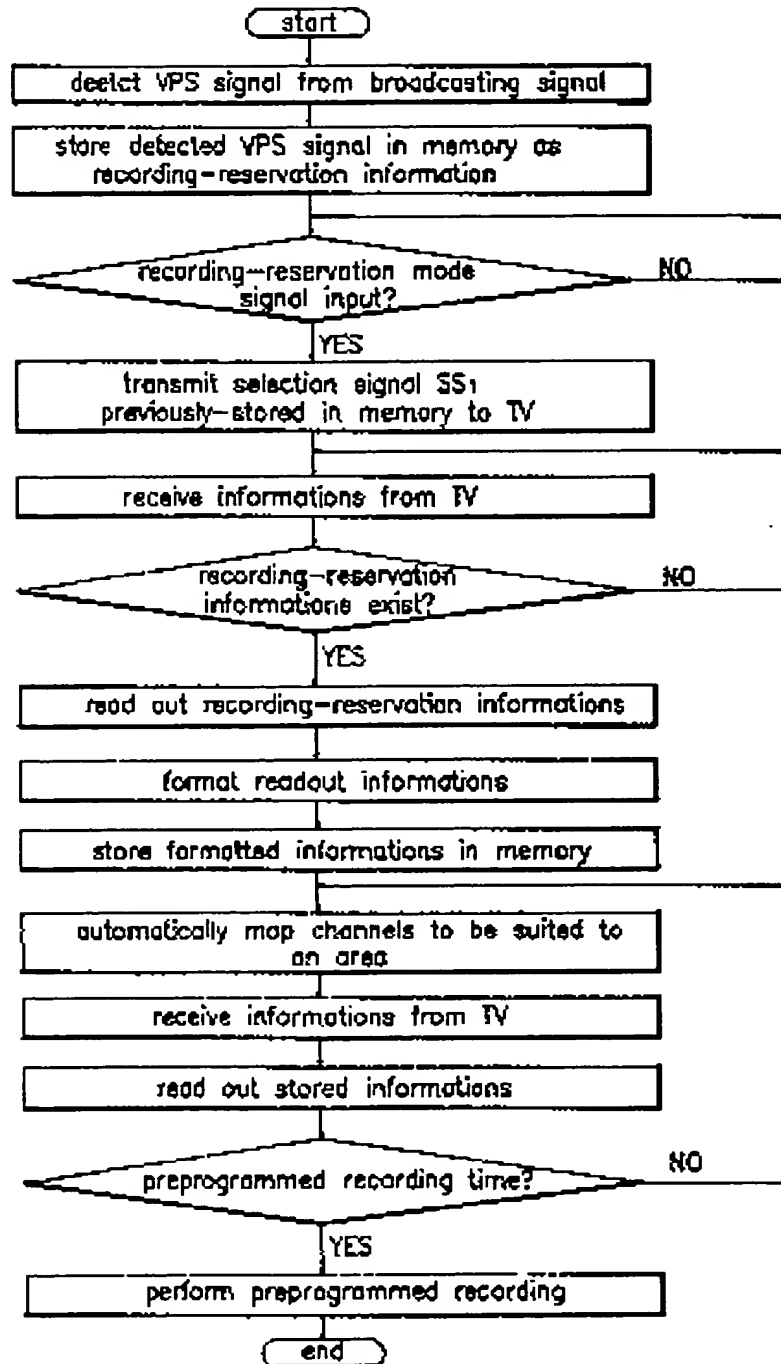 start
deelct VPS signal from broadcasting signal
store detected VPS signal in memory as
recording-reservation information
recording-reservation mode
signal input?
NO
YES
transmit selection signal SS1
previously-stored in memory to TV
receive informations from TV
recording-reservation
informations exist?
NO
YES
read out recording-reservation informations
format readout informations
store formatted informations in memory
automatically map channels to be suited to
an area
receive informations from TV
read out stored informations
preprogrammed recording time?
NO
YES
perform preprogrammed recording
end